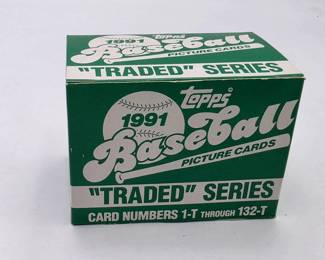 topps
1991
Baseball
PICTURE CARDS
"TRADED" SERIES
topps®
1991
Baseball
PICTURE CARDS
"TRADED" SERIES
CARD NUMBERS 1-T THROUGH 132-T